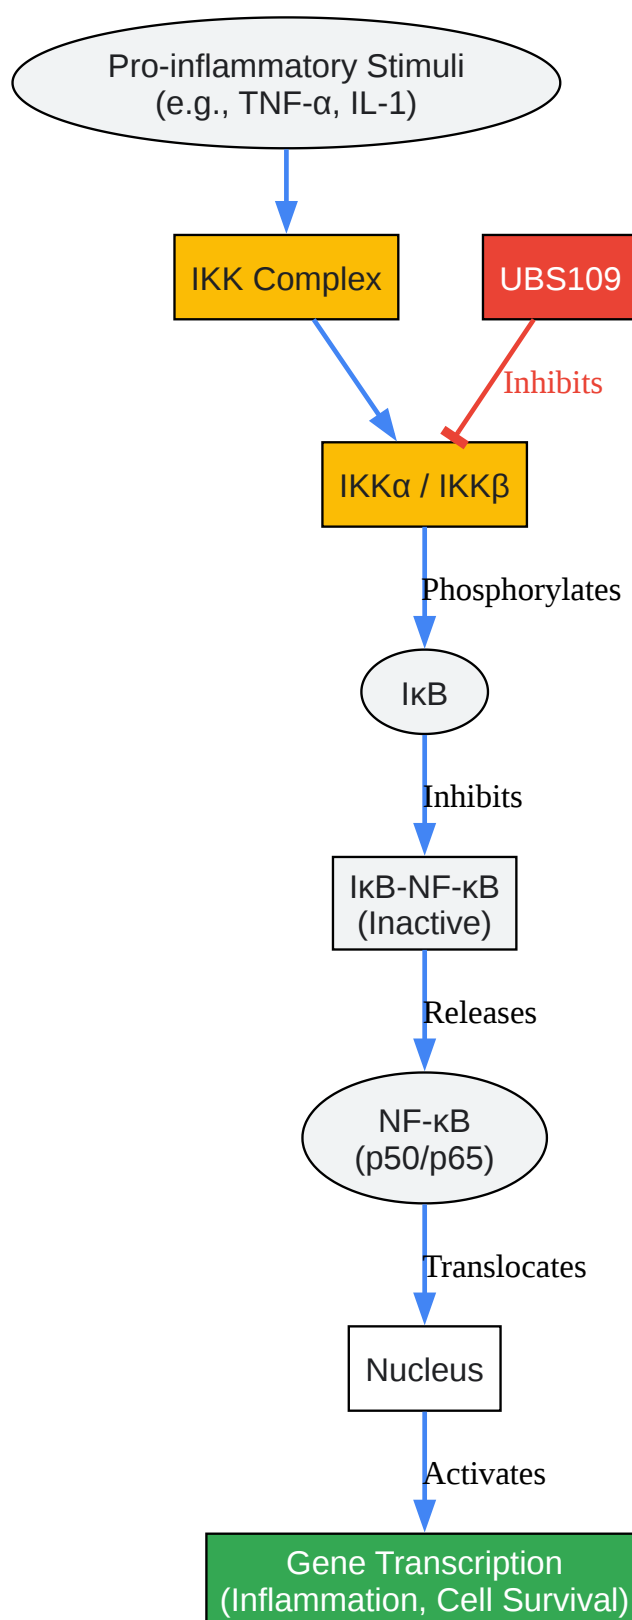 Pro-inflammatory Stimuli
(e.g., TNF-α, IL-1)
IKK Complex
UBS109
Inhibits
IKKα / IKKβ
Phosphorylates
IκB
Inhibits
IκB-NF-κB
(Inactive)
Releases
NF-κB
(p50/p65)
Translocates
Nucleus
Activates
Gene Transcription
(Inflammation, Cell Survival)